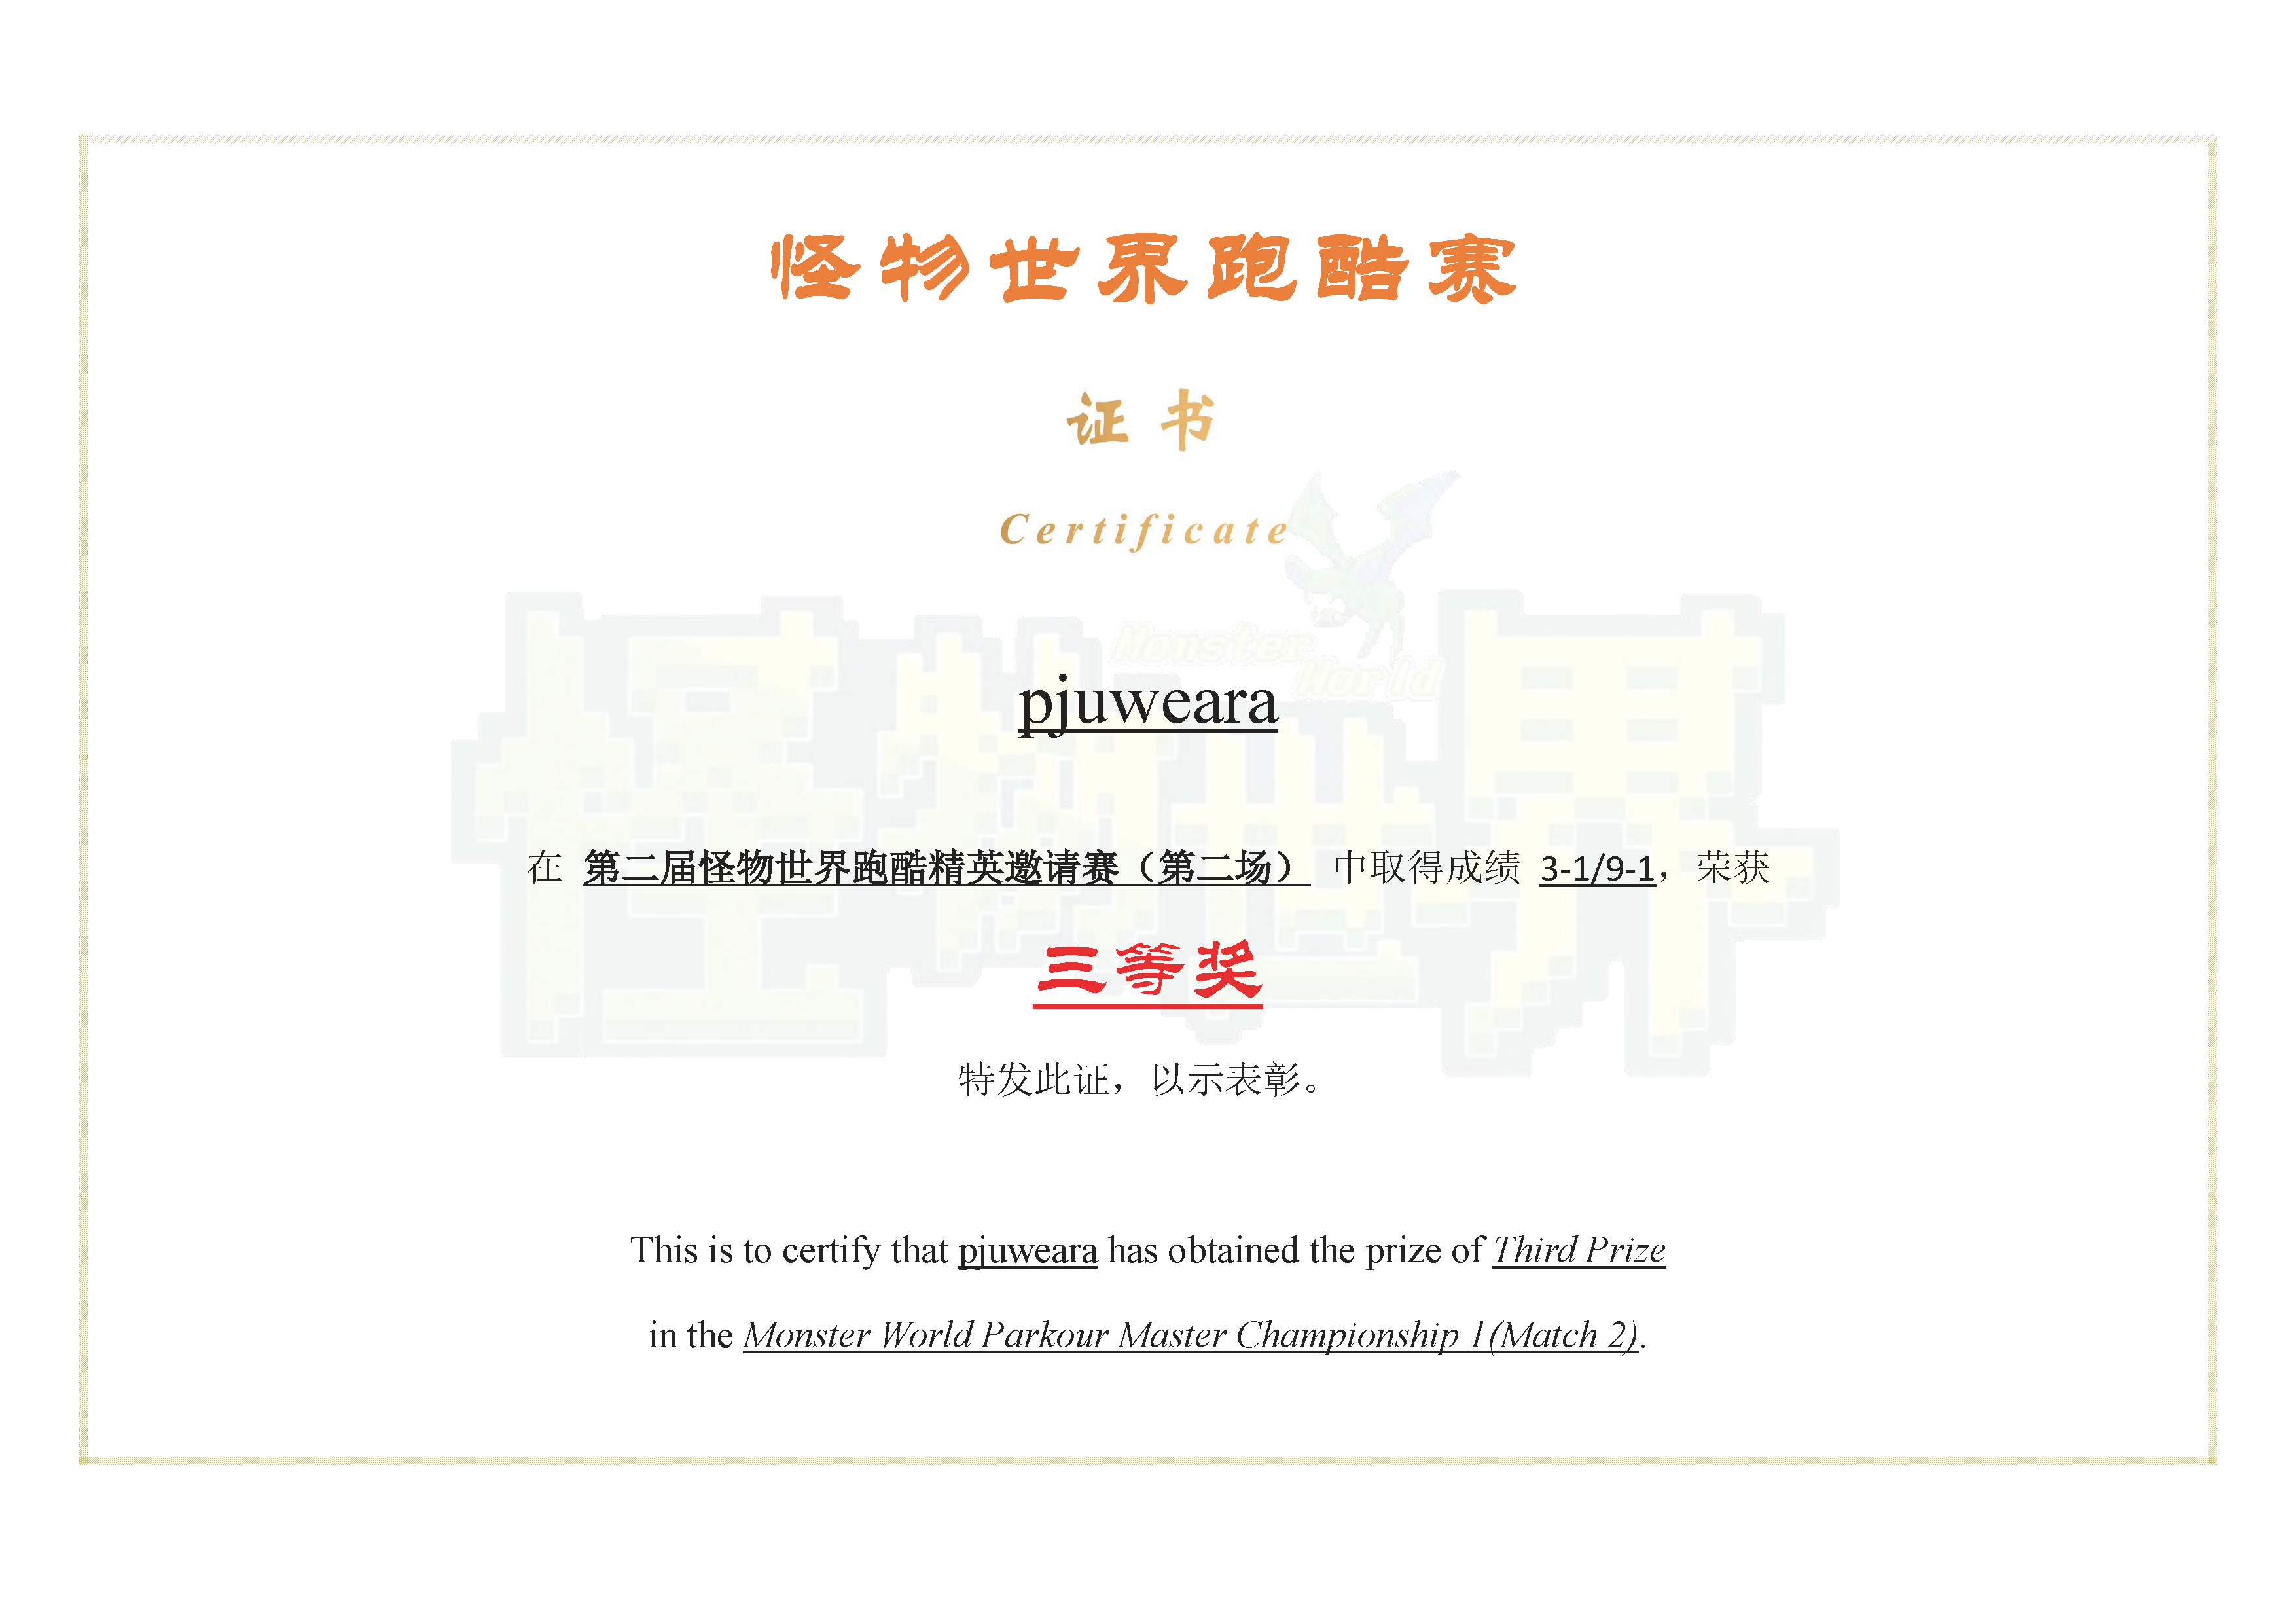 怪物世界跑酷赛
证书
Certificate
Monster
World
怪物世界
pjuweara
在 第二届怪物世界跑酷精英邀请赛（第二场） 中取得成绩 3-1/9-1，荣获
三等奖
特发此证，以示表彰。
This is to certify that pjuweara has obtained the prize of Third Prize
in the Monster World Parkour Master Championship 1(Match 2).